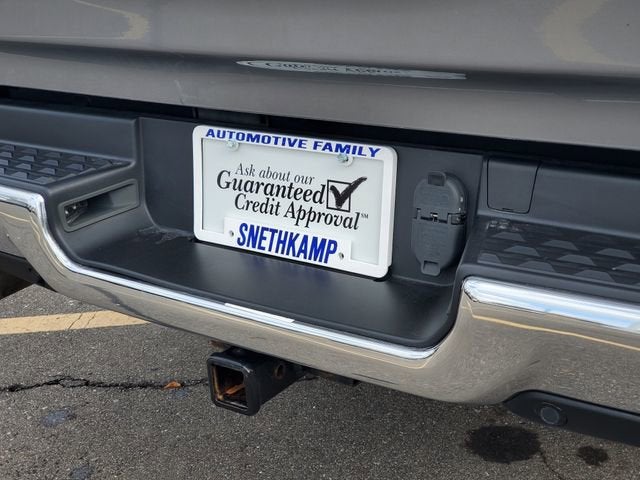 AUTOMOTIVE FAMILY
Ask about our
Guaranteed
Credit Approval™
SNETHKAMP